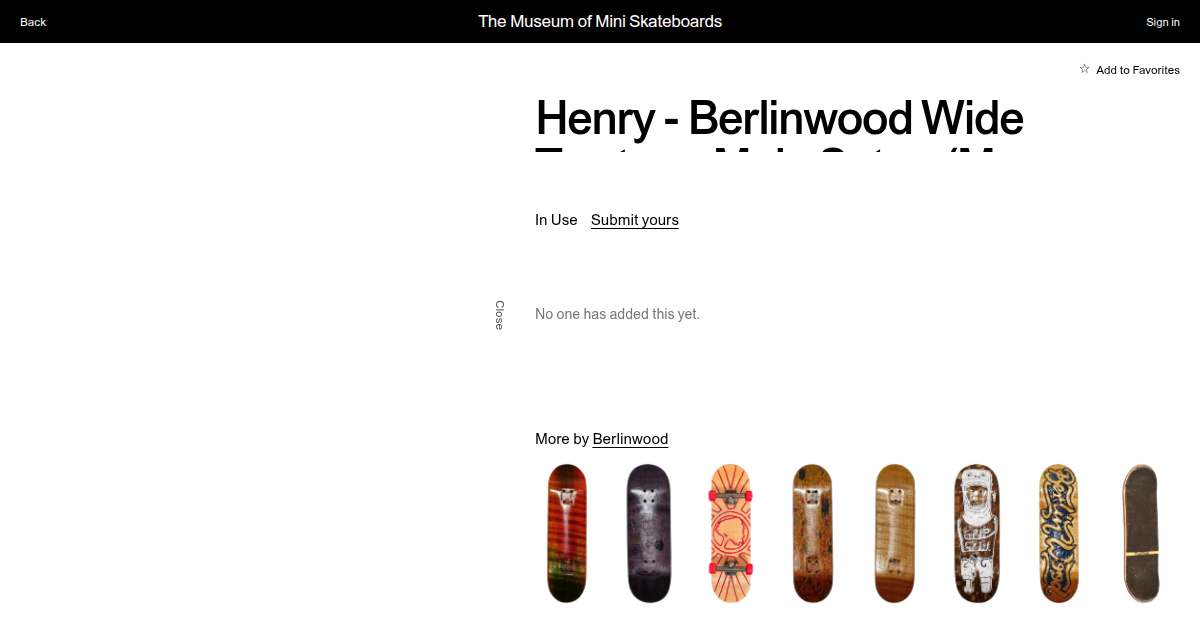 Back
The Museum of Mini Skateboards
Sign in
☆ Add to Favorites
Henry - Berlinwood Wide
In Use Submit yours
Close
No one has added this yet.
More by Berlinwood